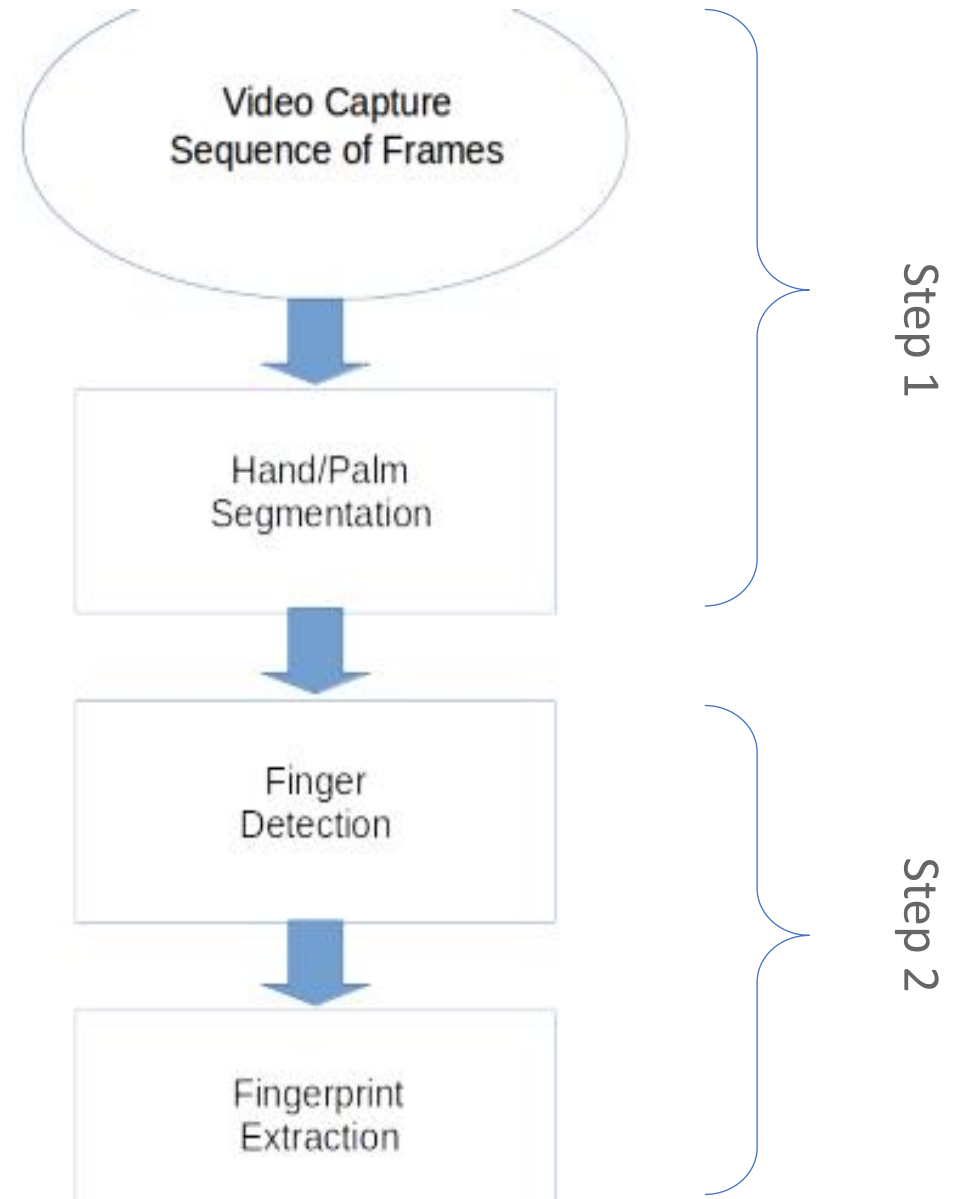 Video Capture
Sequence of Frames
Hand/Palm
Segmentation
Step 1
Finger
Detection
Fingerprint
Extraction
Step 2